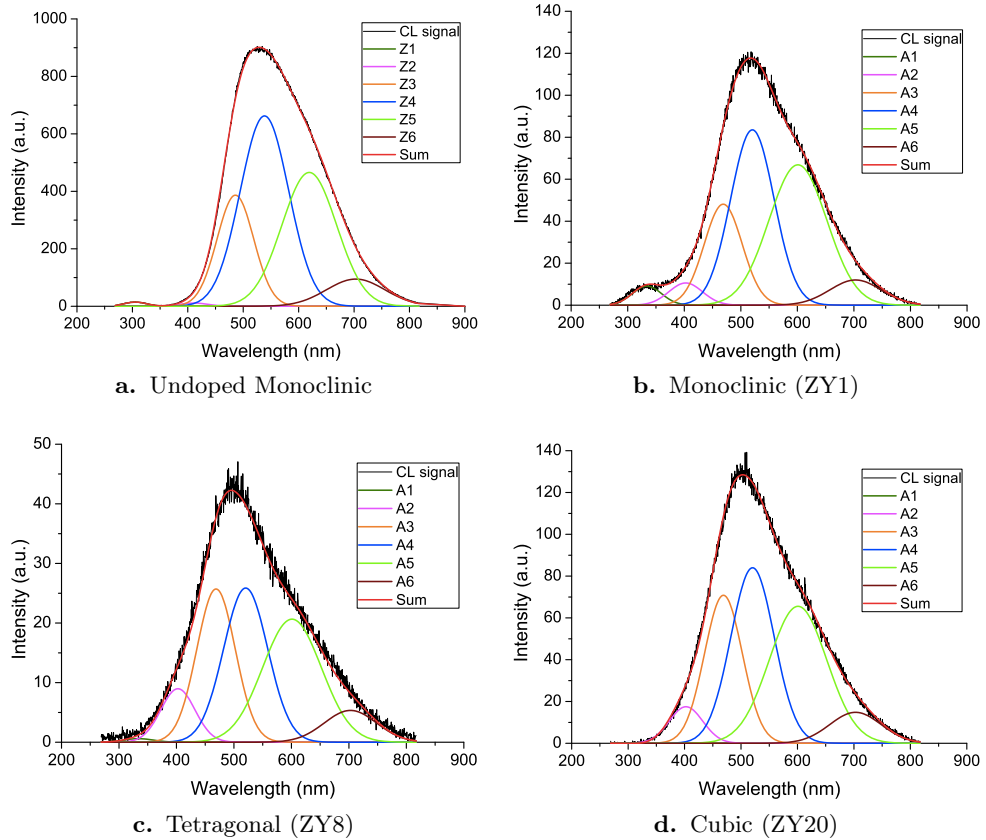 1000
800
600
400
200
0
Intensity (a.u.)
200 300 400 500 600 700 800 900
Wavelength (nm)
CL signal
Z1
Z2
Z3
Z4
Z5
Z6
Sum
a. Undoped Monoclinic
140
120
100
80
60
40
20
0
Intensity (a.u.)
200 300 400 500 600 700 800 900
Wavelength (nm)
CL signal
A1
A2
A3
A4
A5
A6
Sum
b. Monoclinic (ZY1)
50
40
30
20
10
0
Intensity (a.u.)
200 300 400 500 600 700 800 900
Wavelength (nm)
CL signal
A1
A2
A3
A4
A5
A6
Sum
c. Tetragonal (ZY8)
140
120
100
80
60
40
20
0
Intensity (a.u.)
200 300 400 500 600 700 800 900
Wavelength (nm)
CL signal
A1
A2
A3
A4
A5
A6
Sum
d. Cubic (ZY20)